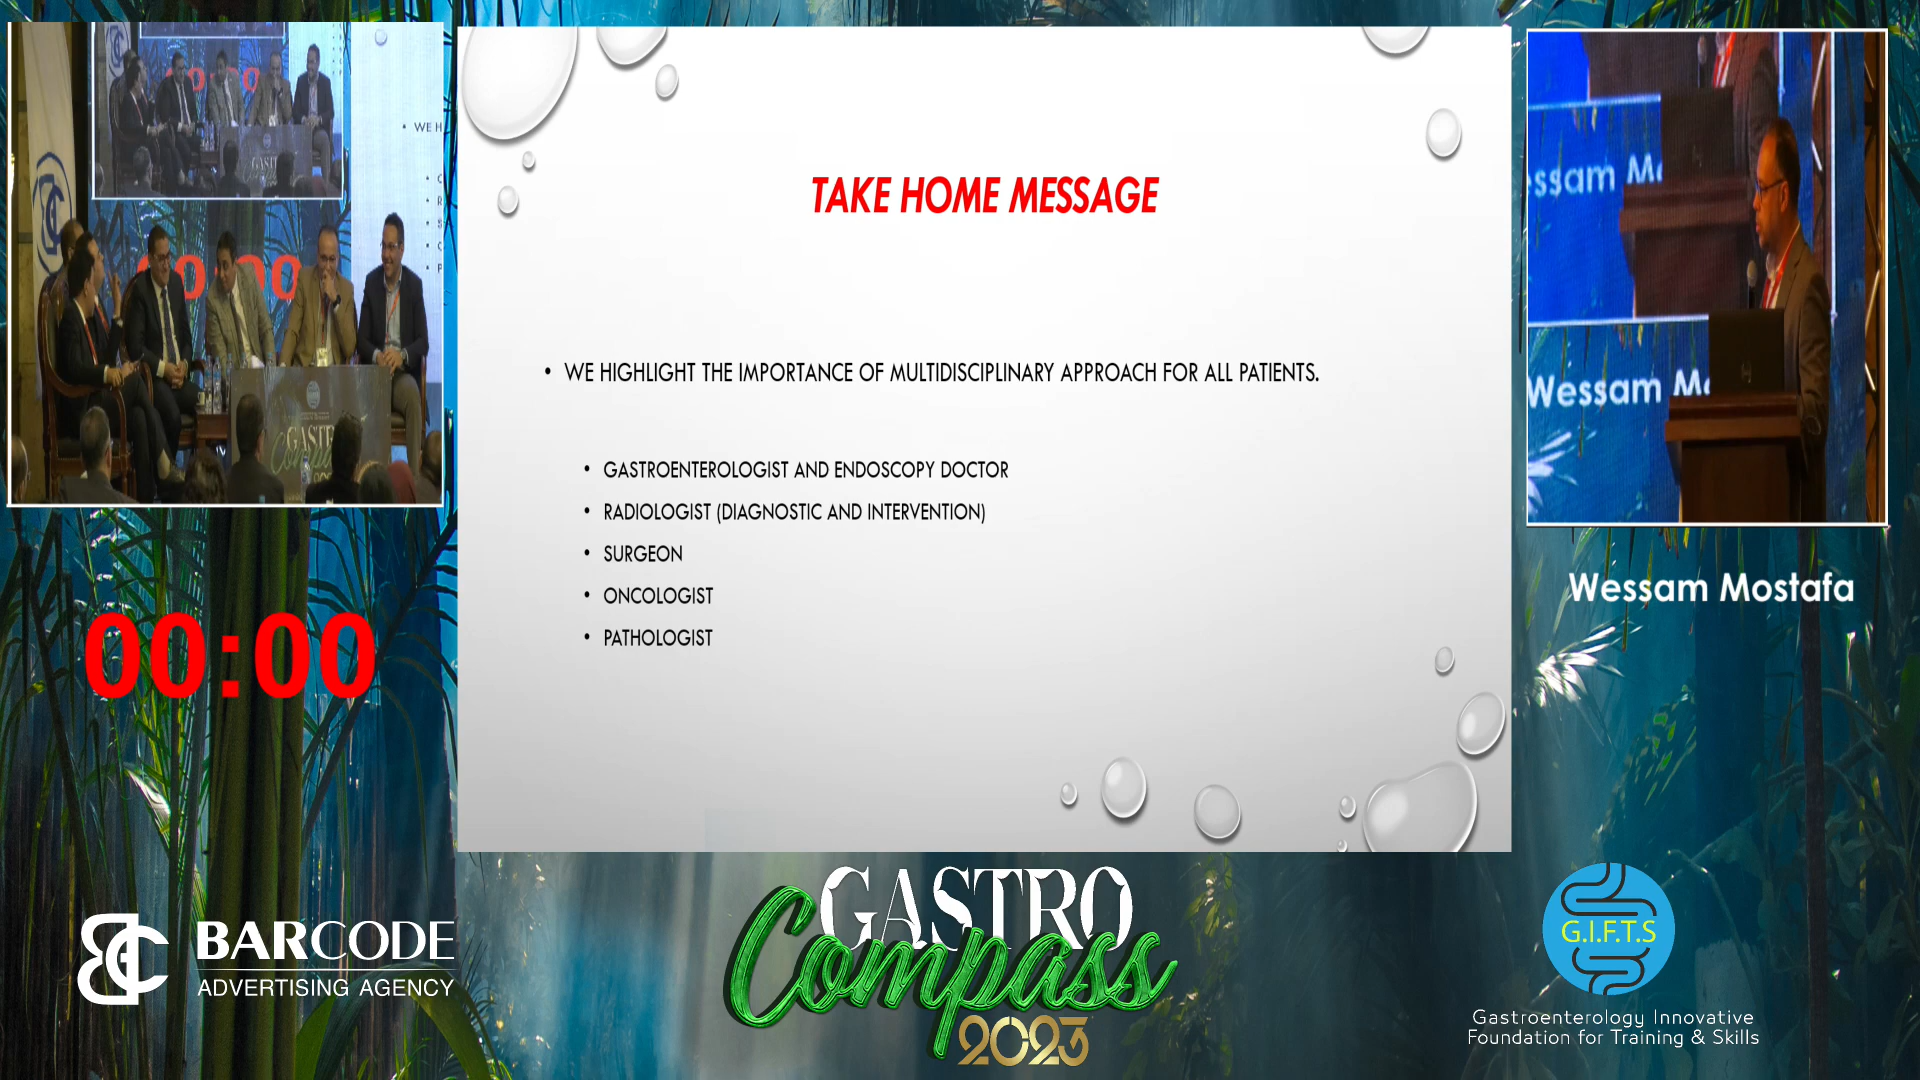 TAKE HOME MESSAGE
• WE HIGHLIGHT THE IMPORTANCE OF MULTIDISCIPLINARY APPROACH FOR ALL PATIENTS.
• GASTROENTEROLOGIST AND ENDOSCOPY DOCTOR
• RADIOLOGIST (DIAGNOSTIC AND INTERVENTION)
• SURGEON
• ONCOLOGIST
• PATHOLOGIST
00:00
Wessam Mostafa
Wessam Mo
BARCODE
ADVERTISING AGENCY
GASTRO
Compass
2023
G.I.F.T.S
Gastroenterology Innovative
Foundation for Training & Skills